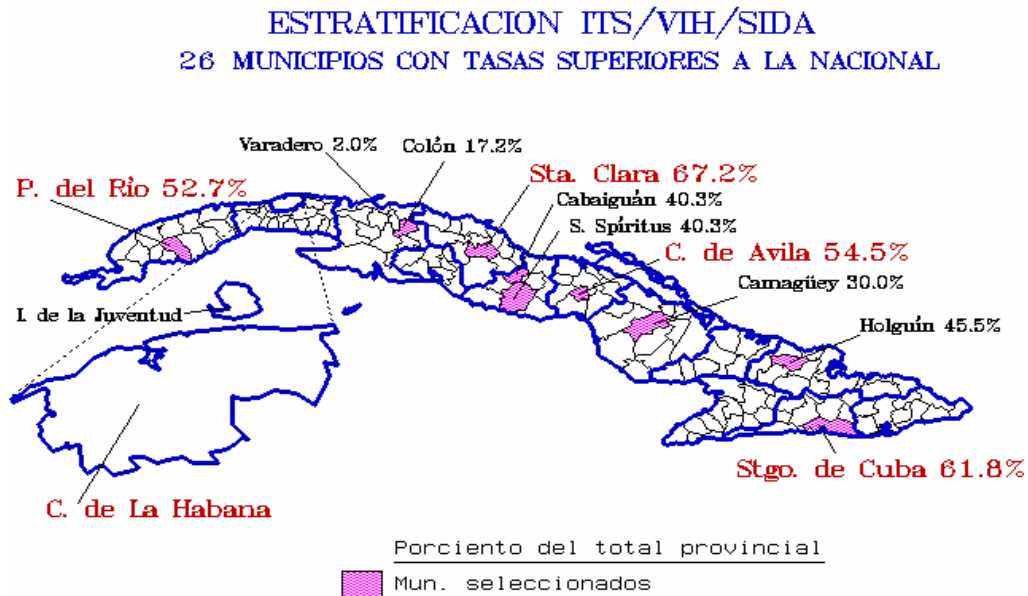 ESTRATIFICACION ITS/VIH/SIDA
26 MUNICIPIOS CON TASAS SUPERIORES A LA NACIONAL
Varadero 2.0%
Colón 17.2%
P. del Río 52.7%
Sta. Clara 67.2%
Cabaiguán 40.3%
S. Spíritus 40.3%
C. de Avila 54.5%
Camagüey 30.0%
I. de la Juventud
Holguín 45.5%
Stgo. de Cuba 61.8%
C. de La Habana
Porciento del total provincial
Mun. seleccionados